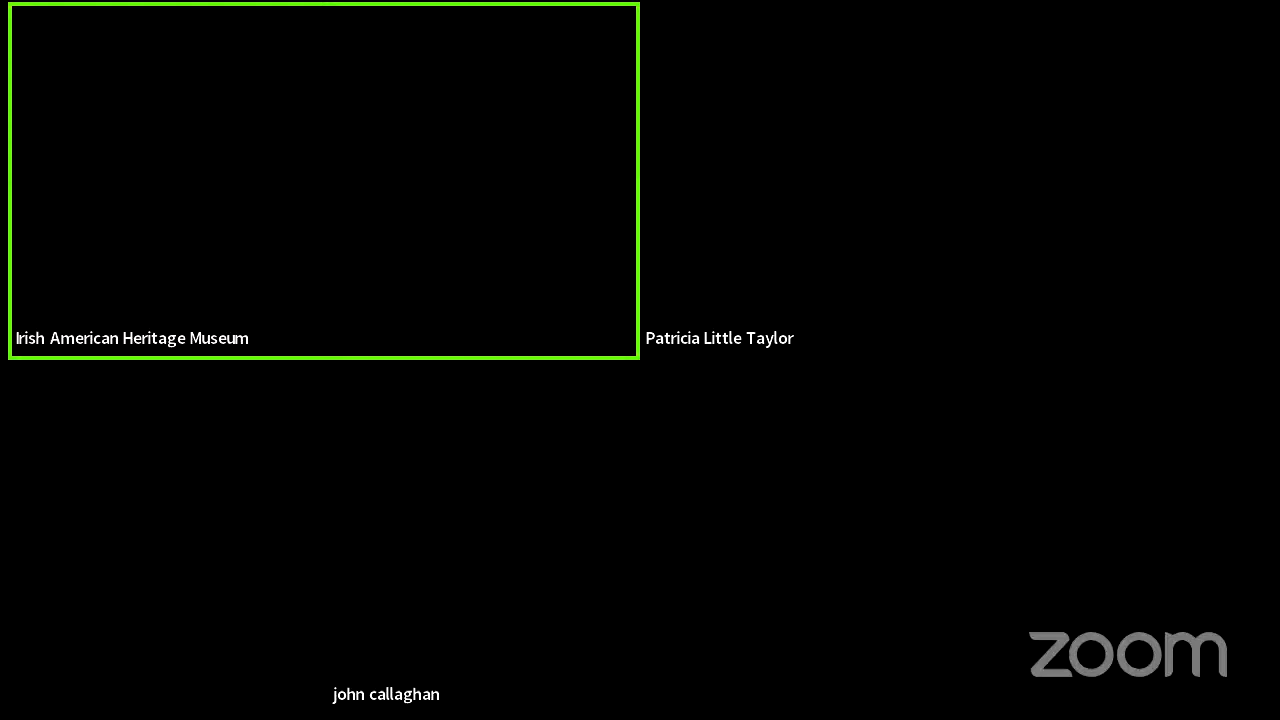 Irish American Heritage Museum
Patricia Little Taylor
zoom
john callaghan